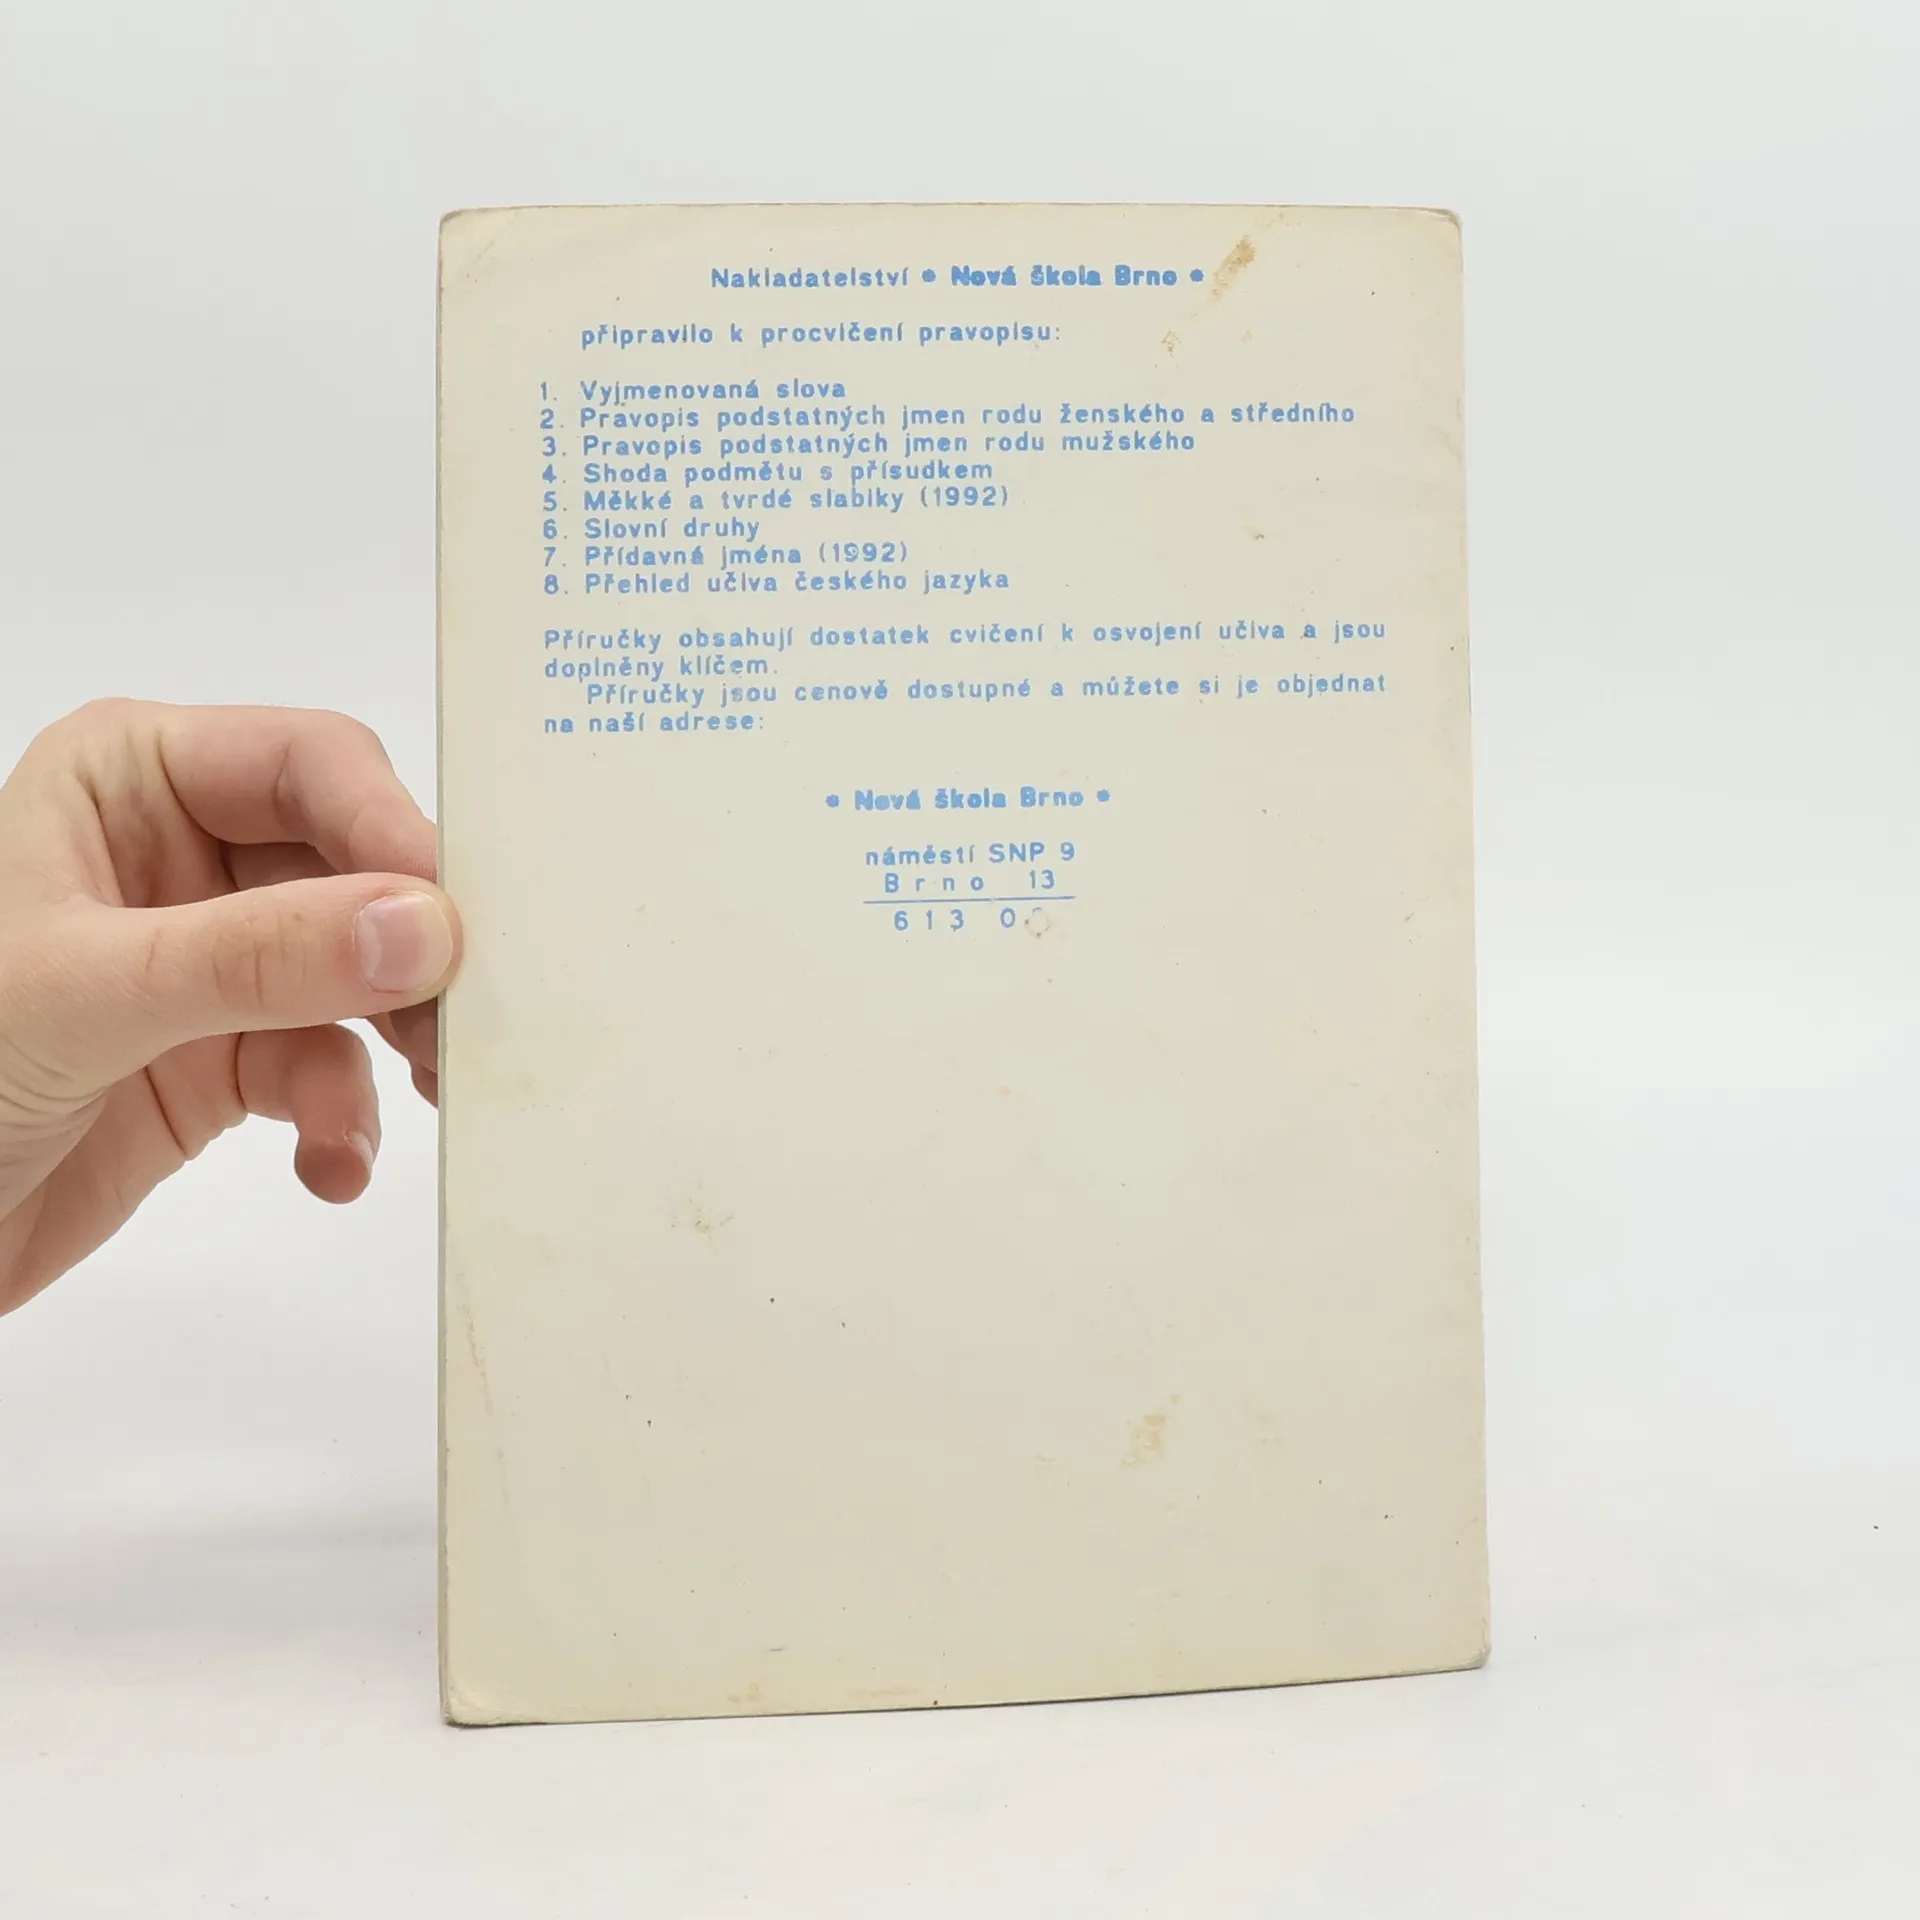 Nakladatelství * Nová škola Brno *
připravilo k procvičení pravopisu:
1. Vyjmenovaná slova
2. Pravopis podstatných jmen rodu ženského a středního
3. Pravopis podstatných jmen rodu mužského
4. Shoda podmětu s přísudkem
5. Měkké a tvrdé slabiky (1992)
6. Slovní druhy
7. Přídavná jména (1992)
8. Přehled učiva českého jazyka
Příručky obsahují dostatek cvičení k osvojení učiva a jsou
doplněny klíčem.
Příručky jsou cenově dostupné a můžete si je objednat
na naší adrese:
* Nová škola Brno *
náměstí SNP 9
Brno 13
613 00